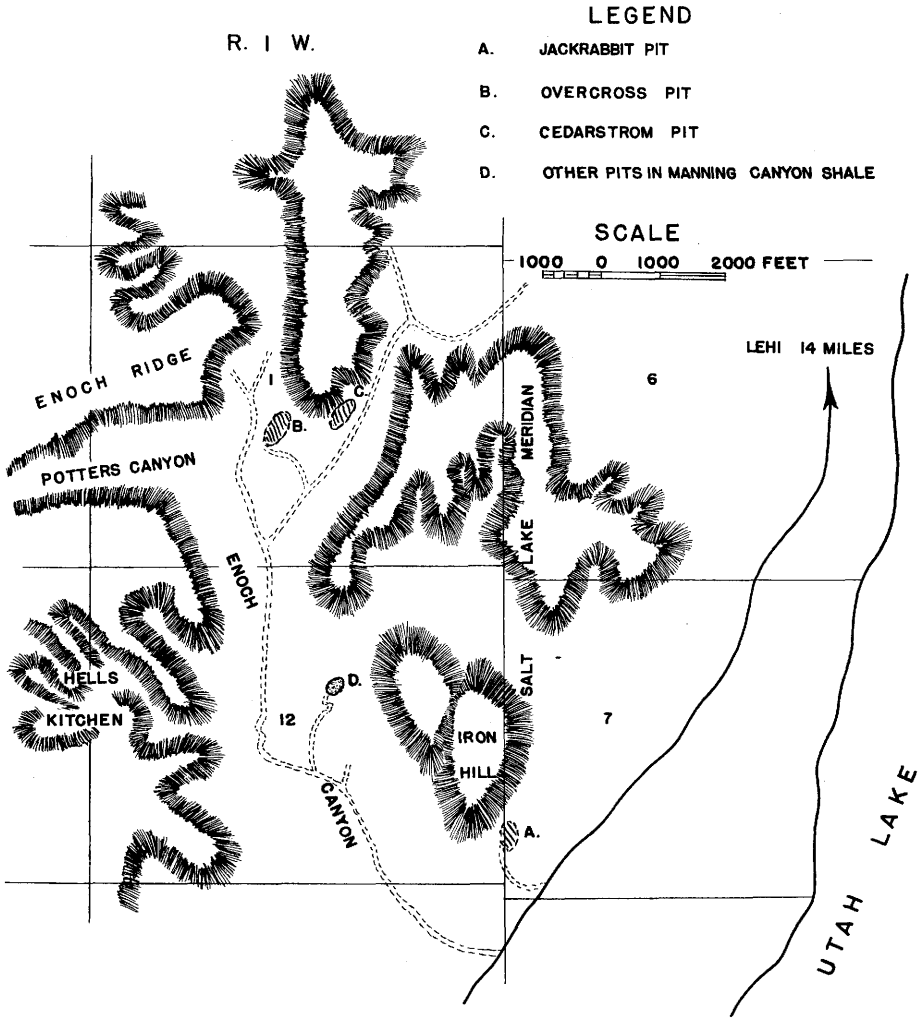 LEGEND
R. I W.
A. JACKRABBIT PIT
B. OVERCROSS PIT
C. CEDARSTROM PIT
D. OTHER PITS IN MANNING CANYON SHALE
SCALE
1000 0 1000 2000 FEET
LEHI 14 MILES
ENOCH RIDGE
1
6
C.
B.
MERIDIAN
POTTERS CANYON
LAKE
ENOCH
SALT
HELLS
KITCHEN
D.
12
7
IRON
HILL
CANYON
A.
UTAH LAKE